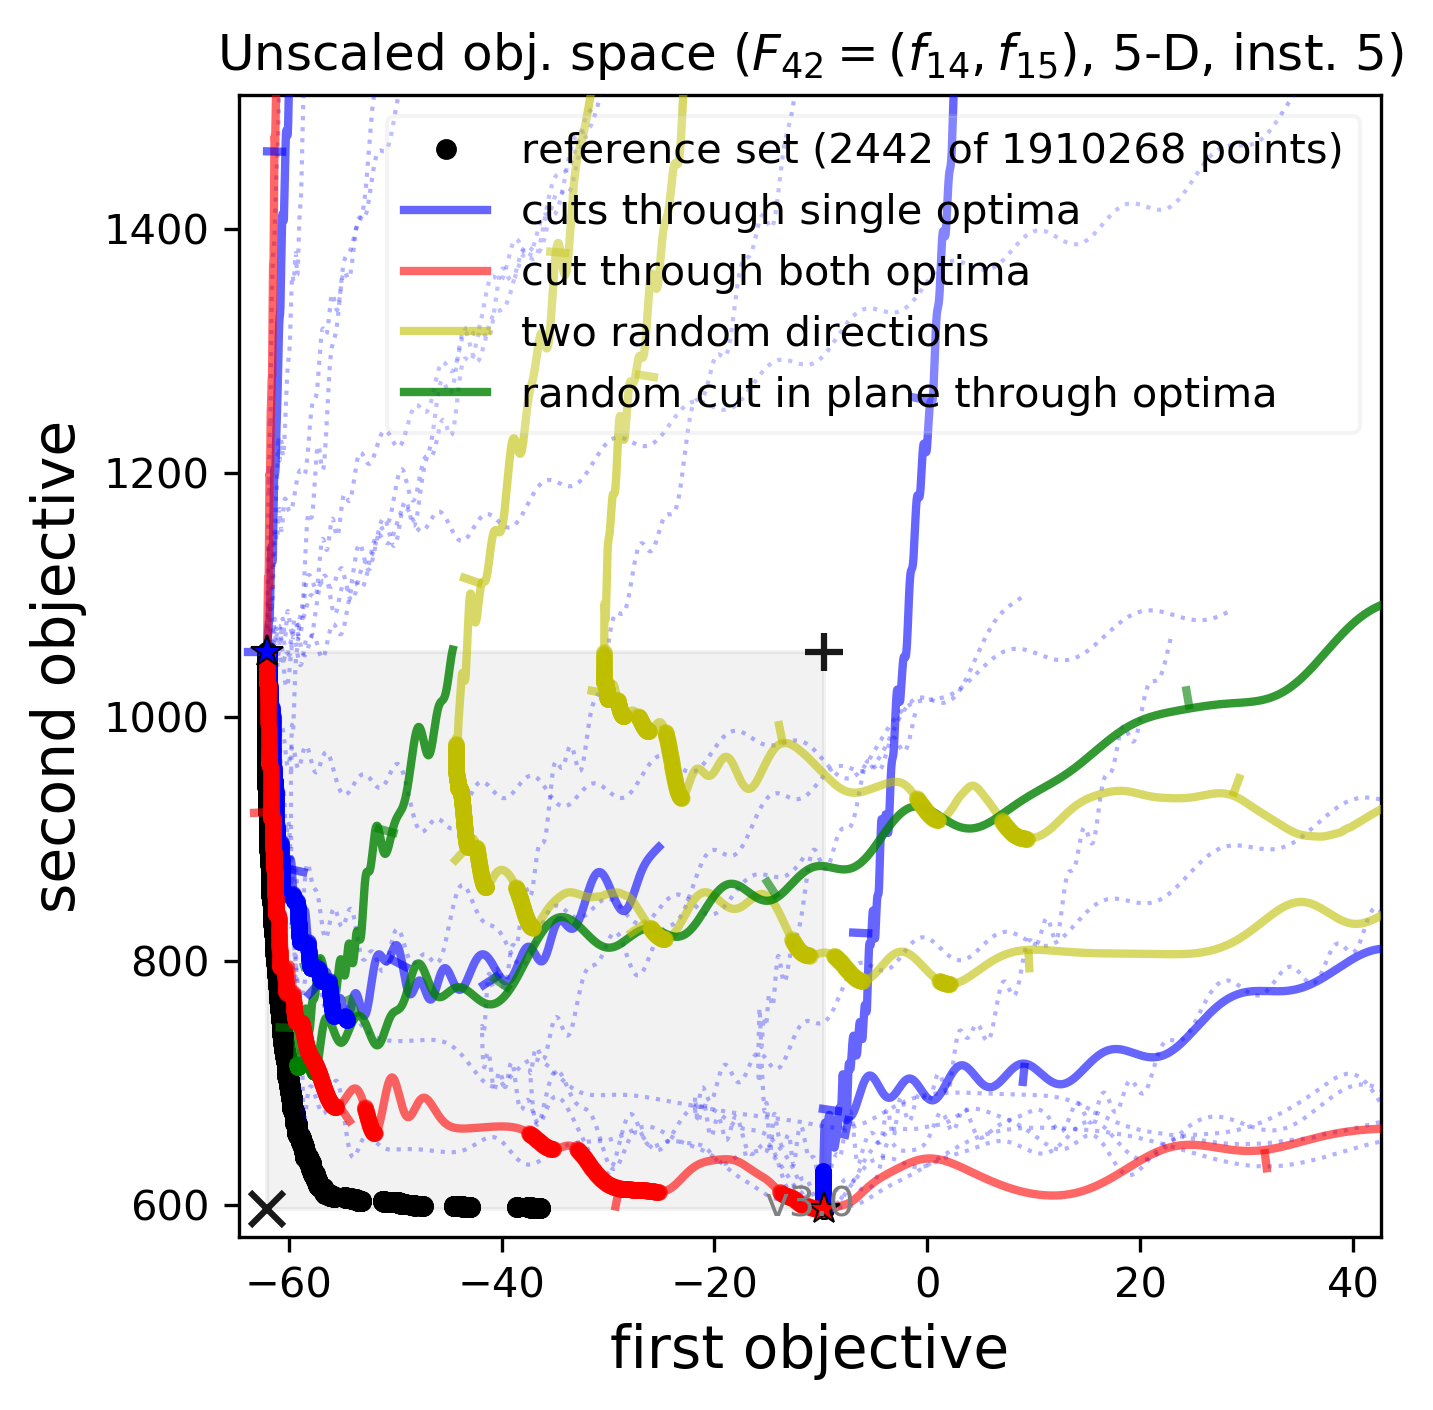 Unscaled obj. space (F₄₂ = (f₁₄, f₁₅), 5-D, inst. 5)
reference set (2442 of 1910268 points)
cuts through single optima
cut through both optima
two random directions
random cut in plane through optima
second objective
1400
1200
1000
800
600
−60
−40
−20
0
20
40
first objective